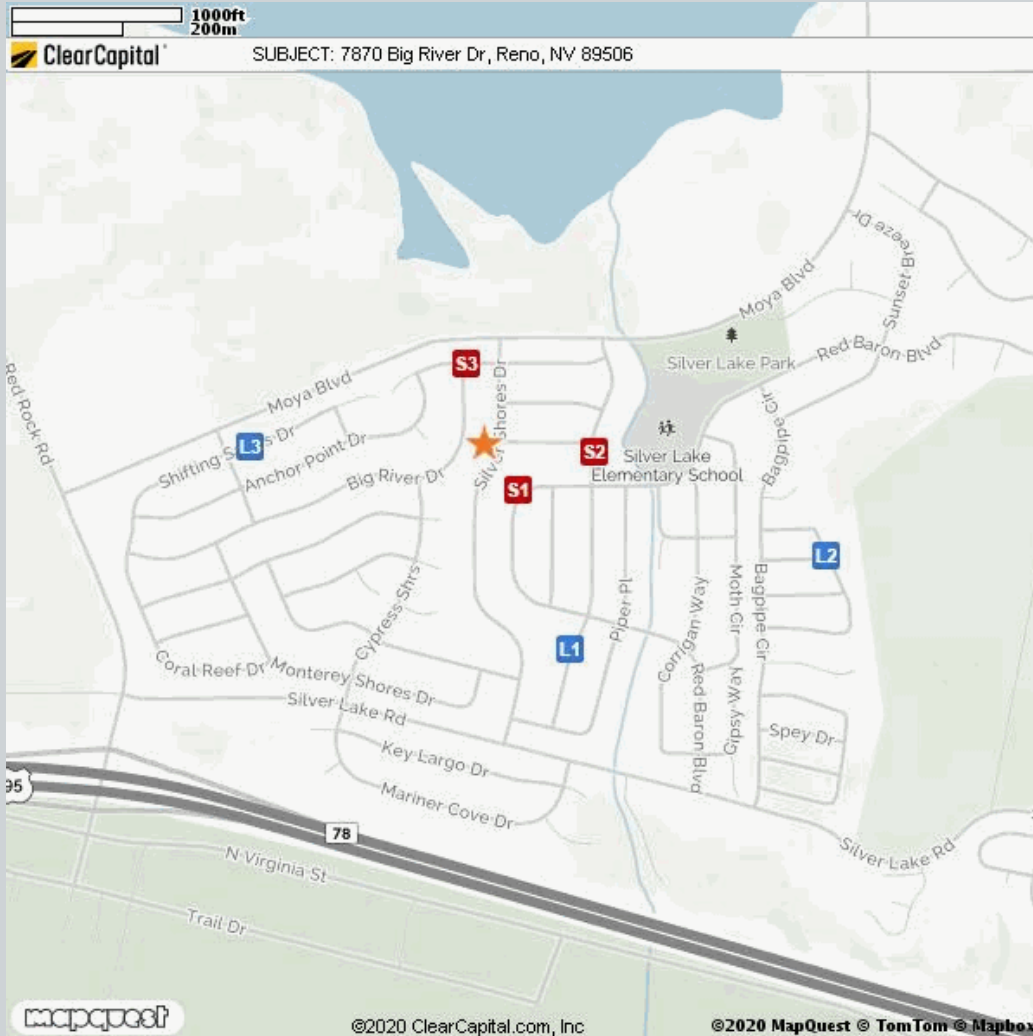 1000ft
200m
ClearCapital
SUBJECT: 7870 Big River Dr, Reno, NV 89506
Sunset Breeze Dr
Moya Blvd
Red Baron Blvd
Silver Lake Park
S3
Silver Shores Dr
Red Rock Rd
Moya Blvd
Bagpipe Cir
L3
Shifting Sands Dr
Anchor Point Dr
Big River Dr
S2
Silver Lake
Elementary School
S1
L2
Cypress Shrs
Piper Pl
Corrigan Way
Moth Cir
Bagpipe Cir
L1
Coral Reef Dr
Monterey Shores Dr
Silver Lake Rd
Red Baron Blvd
Gipsy Way
Spey Dr
Key Largo Dr
95
Mariner Cove Dr
78
Silver Lake Rd
N Virginia St
Trail Dr
mapquest
©2020 ClearCapital.com, Inc
©2020 MapQuest © TomTom © Mapbox